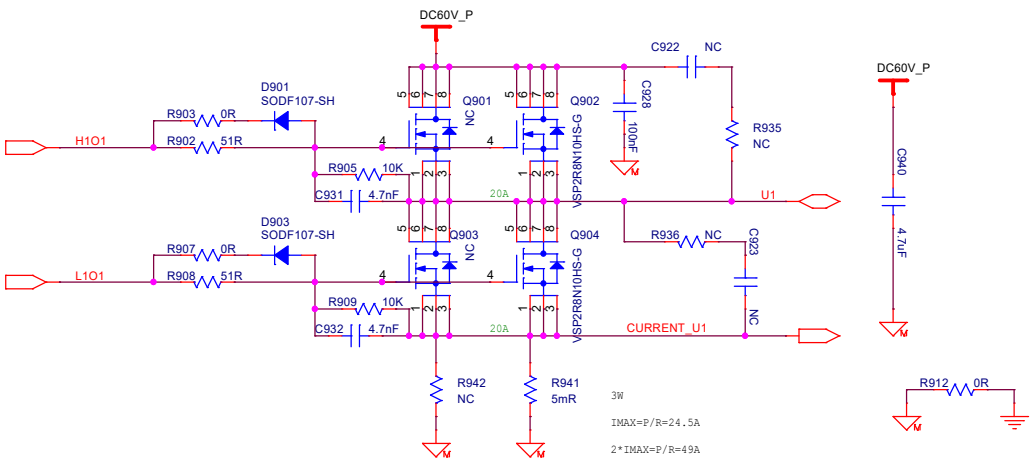 DC60V_P
C922 NC
DC60V_P
D901
SODF107-SH
R903 0R
H1O1
R902 51R
5 6 7 8
Q901
NC
4
5 6 7 8
Q902
VSP2R8N10HS-G
4
C928
100nF
M
R935
NC
C940
4.7uF
M
R905 10K
C931 4.7nF
1 2 3
1 2 3
20A
U1
D903
SODF107-SH
R907 0R
L1O1
R908 51R
5 6 7 8
Q903
NC
4
5 6 7 8
Q904
VSP2R8N10HS-G
4
R936 NC
C923
NC
R909 10K
C932 4.7nF
1 2 3
1 2 3
20A
CURRENT_U1
R942
NC
M
R941
5mR
M
3W
IMAX=P/R=24.5A
2*IMAX=P/R=49A
R912 0R
M